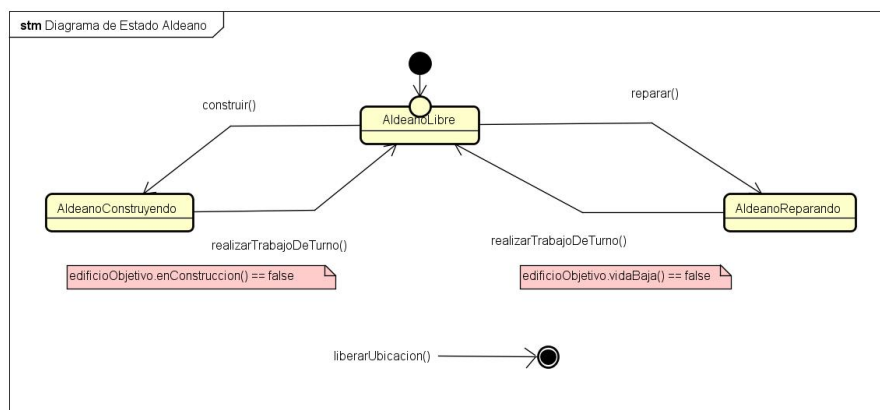 stm Diagrama de Estado Aldeano
construir()
reparar()
AldeanoLibre
AldeanoConstruyendo
AldeanoReparando
realizarTrabajoDeTurno()
realizarTrabajoDeTurno()
edificioObjetivo.enConstruccion() == false
edificioObjetivo.vidaBaja() == false
liberarUbicacion()